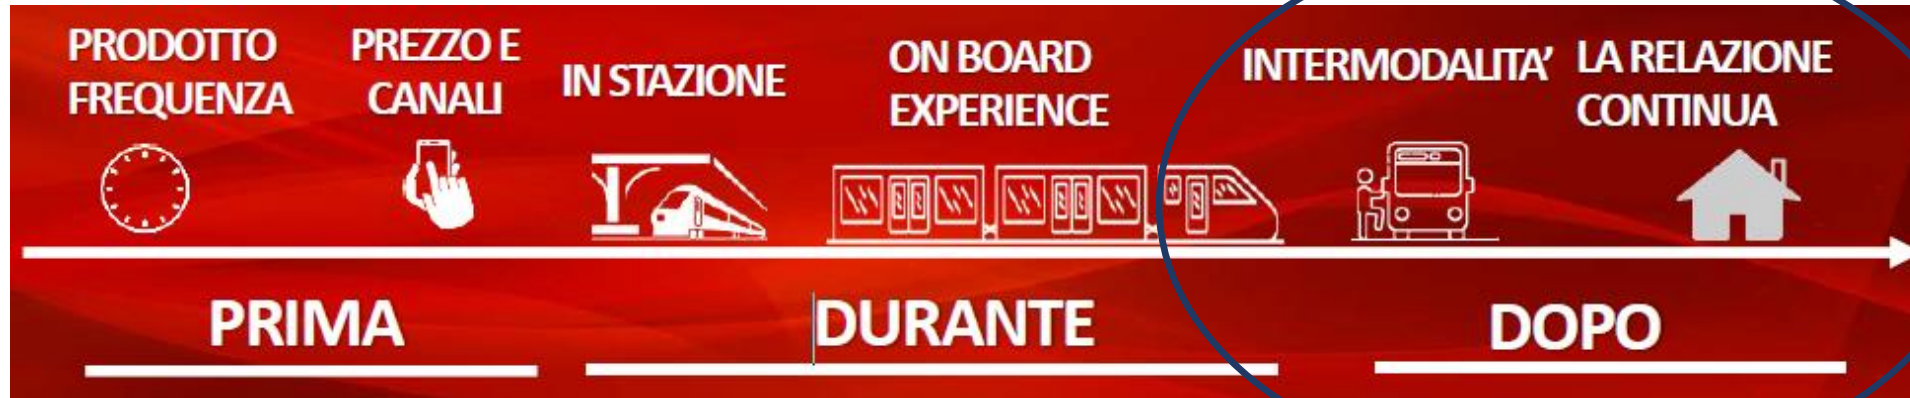 PRODOTTO
FREQUENZA
PREZZO E
CANALI
IN STAZIONE
ON BOARD
EXPERIENCE
INTERMODALITA’
LA RELAZIONE
CONTINUA
PRIMA
DURANTE
DOPO